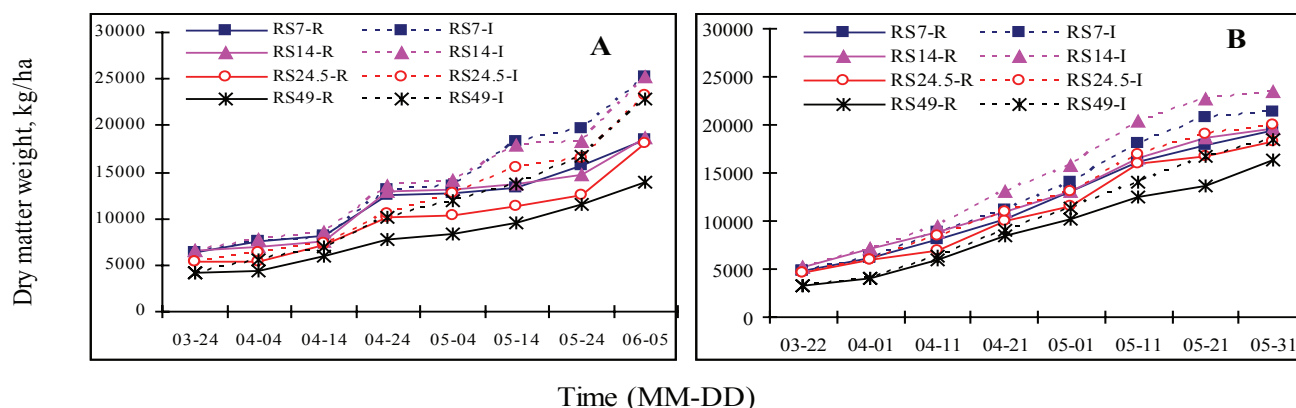 Dry matter weight, kg/ha
30000
25000
20000
15000
10000
5000
0
RS7-R
RS14-R
RS24.5-R
RS49-R
RS7-I
RS14-I
RS24.5-I
RS49-I
A
03-24 04-04 04-14 04-24 05-04 05-14 05-24 06-05
30000
25000
20000
15000
10000
5000
0
RS7-R
RS14-R
RS24.5-R
RS49-R
RS7-I
RS14-I
RS24.5-I
RS49-I
B
03-22 04-01 04-11 04-21 05-01 05-11 05-21 05-31
Time (MM-DD)